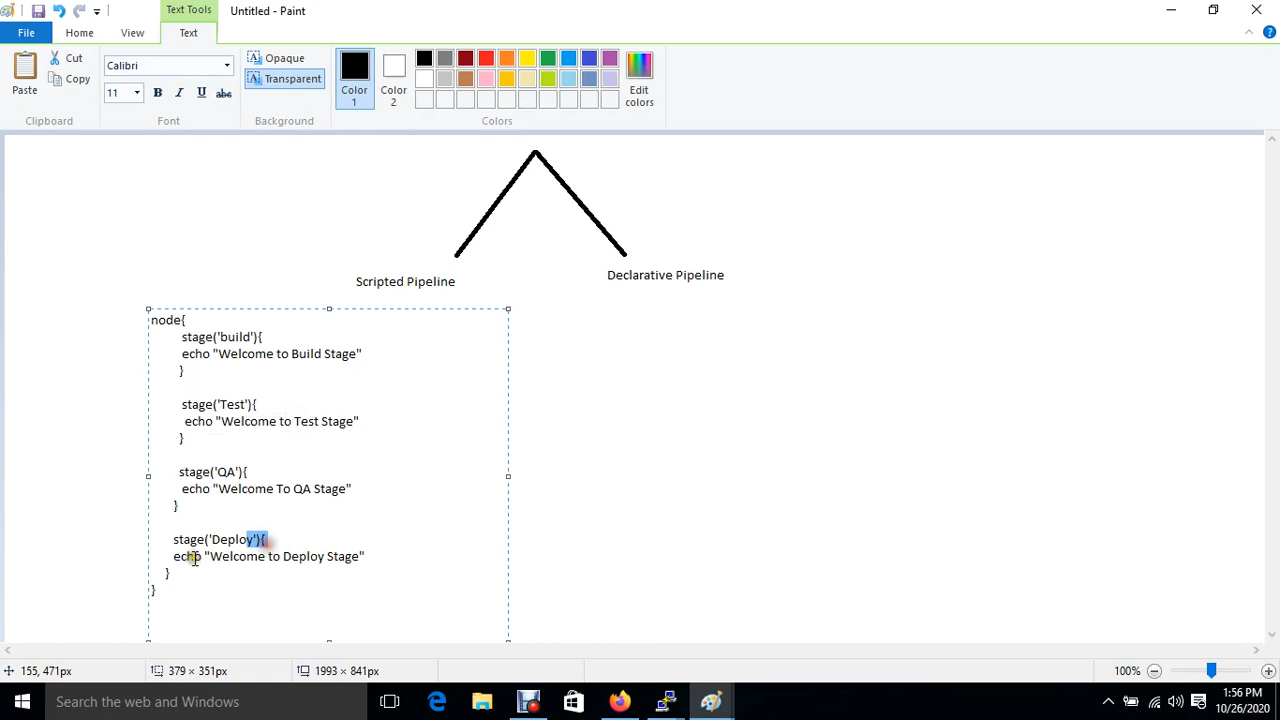 Text Tools
Untitled - Paint
File
Home
View
Text
Paste
Cut
Copy
Clipboard
Calibri
11
B I U abc
Font
Opaque
Transparent
Background
Color 1
Color 2
Edit colors
Colors
Scripted Pipeline
Declarative Pipeline
node{
stage('build'){
echo "Welcome to Build Stage"
}
stage('Test'){
echo "Welcome to Test Stage"
}
stage('QA'){
echo "Welcome To QA Stage"
}
stage('Deploy'){
echo "Welcome to Deploy Stage"
}
}
155, 471px
379 × 351px
1993 × 841px
100%
Search the web and Windows
1:56 PM
10/26/2020